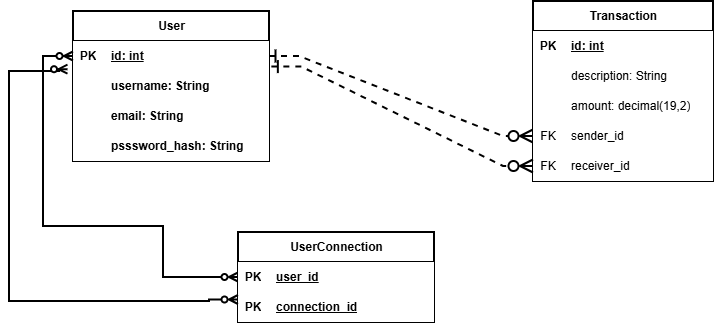 User
PK id: int
username: String
email: String
psssword_hash: String
Transaction
PK id: int
description: String
amount: decimal(19,2)
FK sender_id
FK receiver_id
UserConnection
PK user_id
PK connection_id